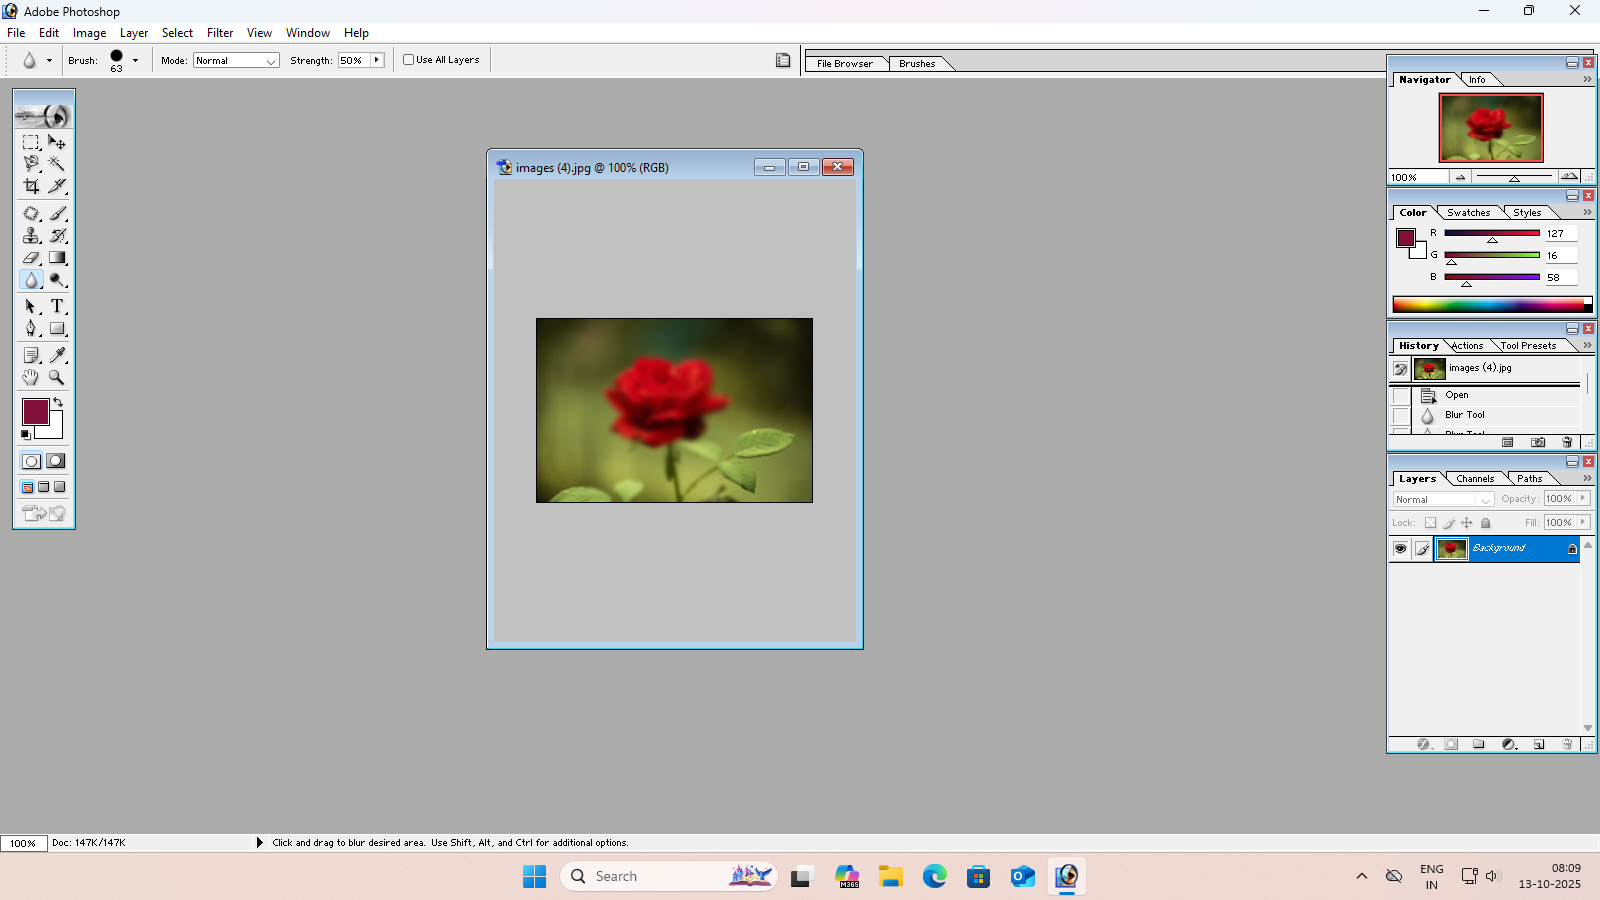 Adobe Photoshop
File Edit Image Layer Select Filter View Window Help
Brush: 63 Mode: Normal Strength: 50% Use All Layers File Browser Brushes
images (4).jpg @ 100% (RGB)
Navigator Info
100%
Color Swatches Styles
R 127
G 16
B 58
History Actions Tool Presets
images (4).jpg
Open
Blur Tool
Blur Tool
Layers Channels Paths
Normal Opacity: 100%
Lock: Fill: 100%
Background
T
100% Doc: 147K/147K Click and drag to blur desired area. Use Shift, Alt, and Ctrl for additional options.
Search
M365
ENG
IN
08:09
13-10-2025